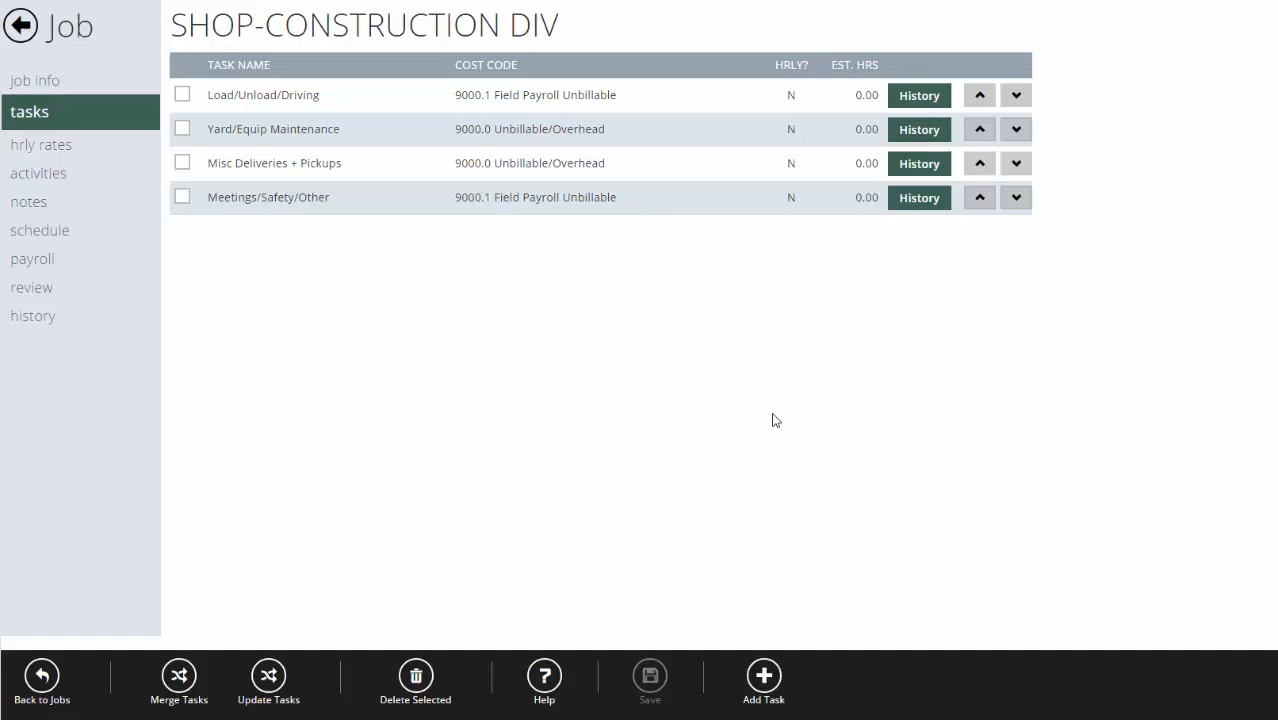 Job
SHOP-CONSTRUCTION DIV
job info
tasks
hrly rates
activities
notes
schedule
payroll
review
history
TASK NAME COST CODE HRLY? EST. HRS
Load/Unload/Driving 9000.1 Field Payroll Unbillable N 0.00 History
Yard/Equip Maintenance 9000.0 Unbillable/Overhead N 0.00 History
Misc Deliveries + Pickups 9000.0 Unbillable/Overhead N 0.00 History
Meetings/Safety/Other 9000.1 Field Payroll Unbillable N 0.00 History
Back to Jobs Merge Tasks Update Tasks Delete Selected Help Save Add Task